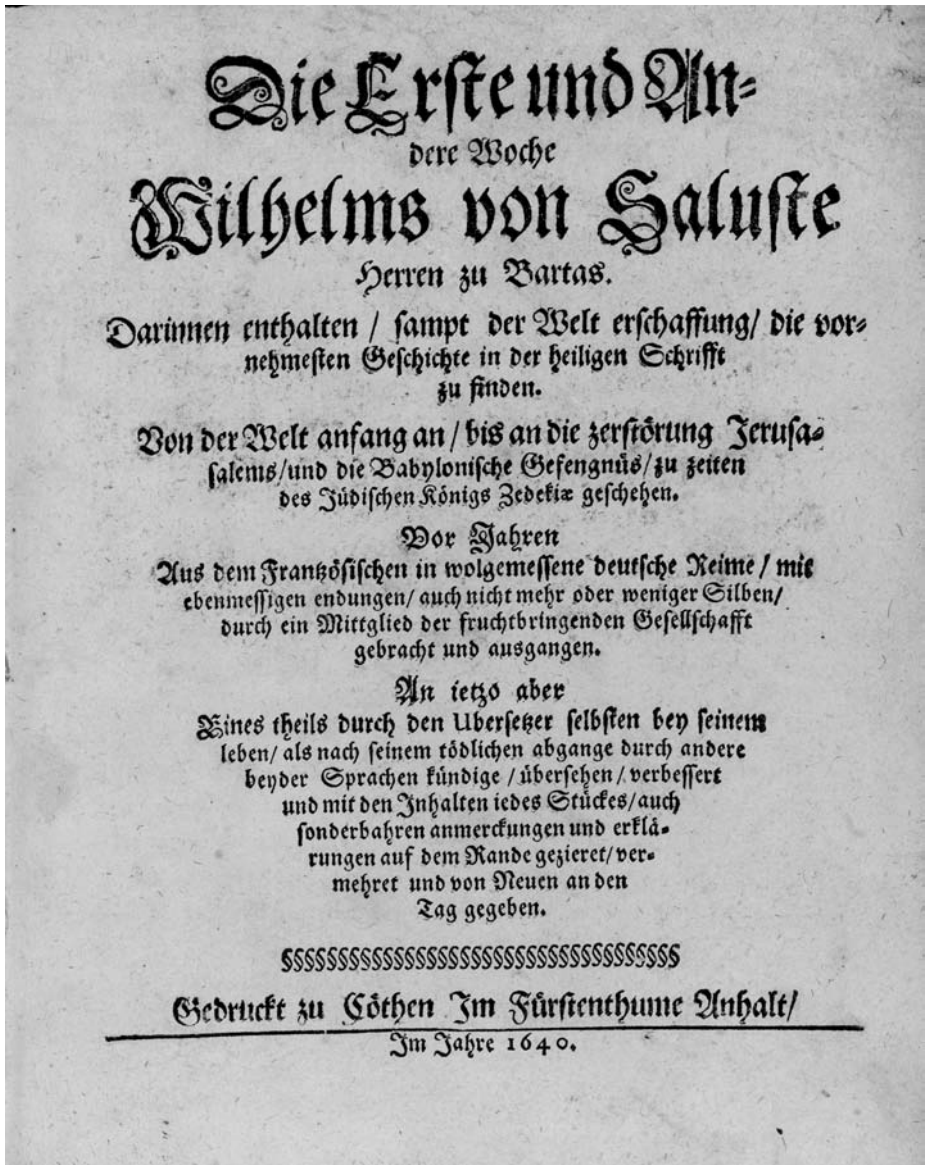 Die Erste und An-
dere Woche
Wilhelms von Saluste
Herren zu Bartas.
Darinnen enthalten / sampt der Welt erschaffung / die vor-
nehmesten Geschichte in der heiligen Schrifft
zu finden.
Von der Welt anfang an / bis an die zerstörung Jerusa-
salems / und die Babylonische Gefengnüs / zu zeiten
des Jüdischen Königs Zedekiæ geschehen.
Vor Jahren
Aus dem Frantzösischen in wolgemessene deutsche Reime / mit
ebenmessigen endungen / auch nicht mehr oder weniger Silben /
durch ein Mittglied der fruchtbringenden Gesellschafft
gebracht und ausgangen.
An ietzo aber
Eines theils durch den Ubersetzer selbsten bey seinem
leben / als nach seinem tödlichen abgange durch andere
beyder Sprachen kündige / übersehen / verbessert
und mit den Inhalten iedes Stückes / auch
sonderbahren anmerckungen und erklä-
rungen auf dem Rande gezieret / ver-
mehret und von Neuen an den
Tag gegeben.
§§§§§§§§§§§§§§§§§§§§§§§§§§§§§§§§§§§
Gedruckt zu Cöthen Im Fürstenthume Anhalt /
Im Jahre 1640.